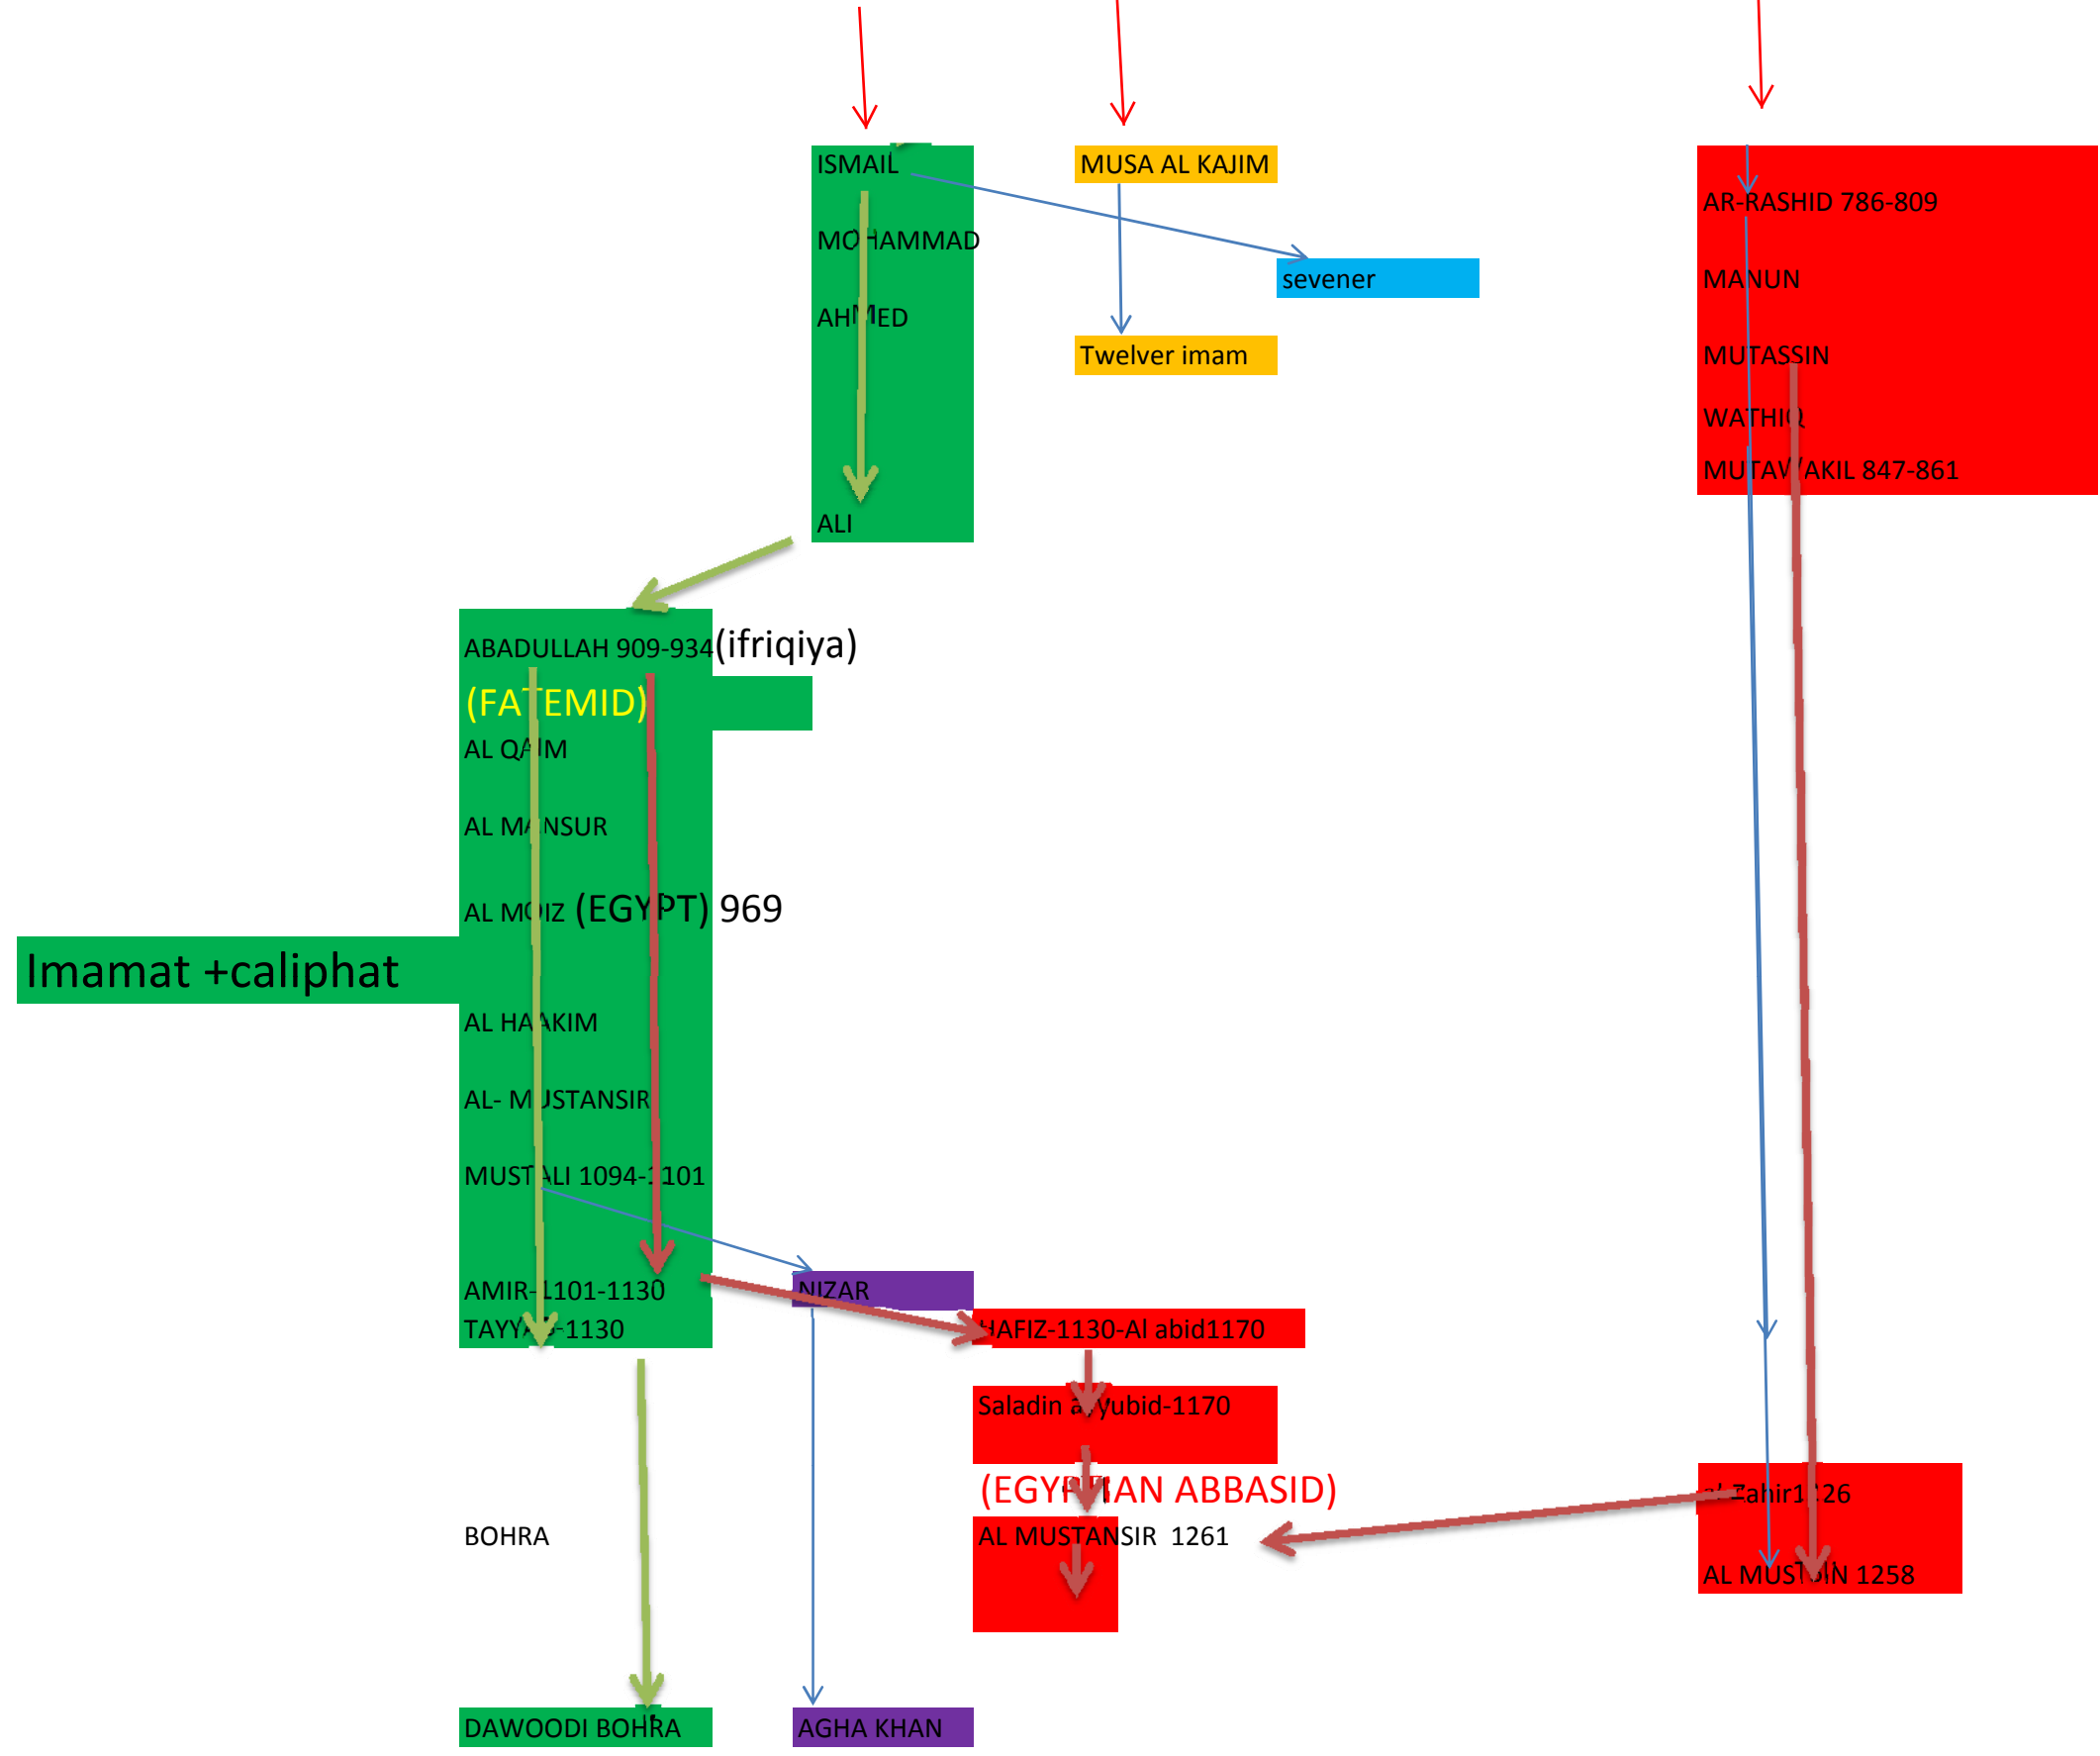 ISMAIL
MUSA AL KAJIM
AR-RASHID 786-809
MOHAMMAD
sevener
MANUN
AHMED
Twelver imam
MUTASSIN
WATHIQ
MUTAWAKIL 847-861
ALI
ABADULLAH 909-934(ifriqiya)
(FATEMID)
AL QAIM
AL MANSUR
AL MOIZ (EGYPT) 969
Imamat +caliphat
AL HAAKIM
AL- MUSTANSIR
MUSTALI 1094-1101
AMIR-1101-1130
NIZAR
TAYYAB-1130
HAFIZ-1130-Al abid1170
Saladin ayyubid-1170
(EGYPTIAN ABBASID)
al-Zahir1226
BOHRA
AL MUSTANSIR 1261
1258
DAWOODI BOHRA
AGHA KHAN